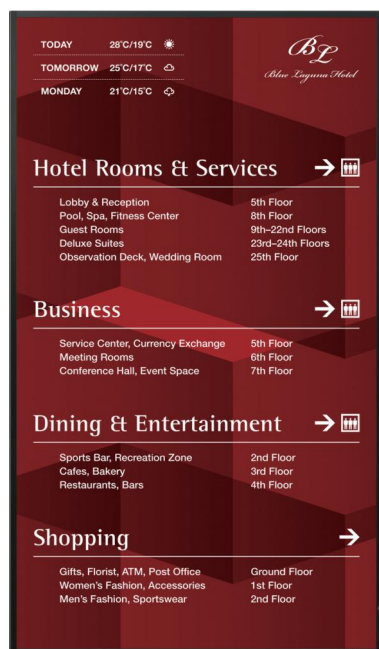 TODAY 28°C/19°C
TOMORROW 25°C/17°C
MONDAY 21°C/15°C
BL
Blue Laguna Hotel
Hotel Rooms & Services
Lobby & Reception 5th Floor
Pool, Spa, Fitness Center 8th Floor
Guest Rooms 9th–22nd Floors
Deluxe Suites 23rd–24th Floors
Observation Deck, Wedding Room 25th Floor
Business
Service Center, Currency Exchange 5th Floor
Meeting Rooms 6th Floor
Conference Hall, Event Space 7th Floor
Dining & Entertainment
Sports Bar, Recreation Zone 2nd Floor
Cafes, Bakery 3rd Floor
Restaurants, Bars 4th Floor
Shopping
Gifts, Florist, ATM, Post Office Ground Floor
Women's Fashion, Accessories 1st Floor
Men's Fashion, Sportswear 2nd Floor